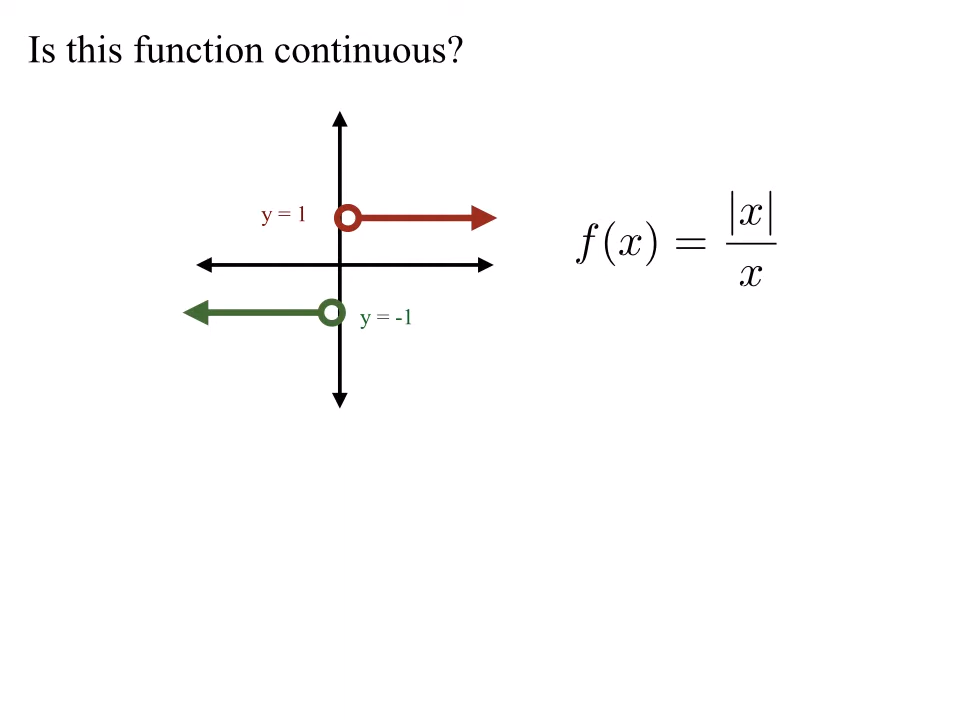 Is this function continuous?
y = 1
f(x) = |x| / x
y = -1